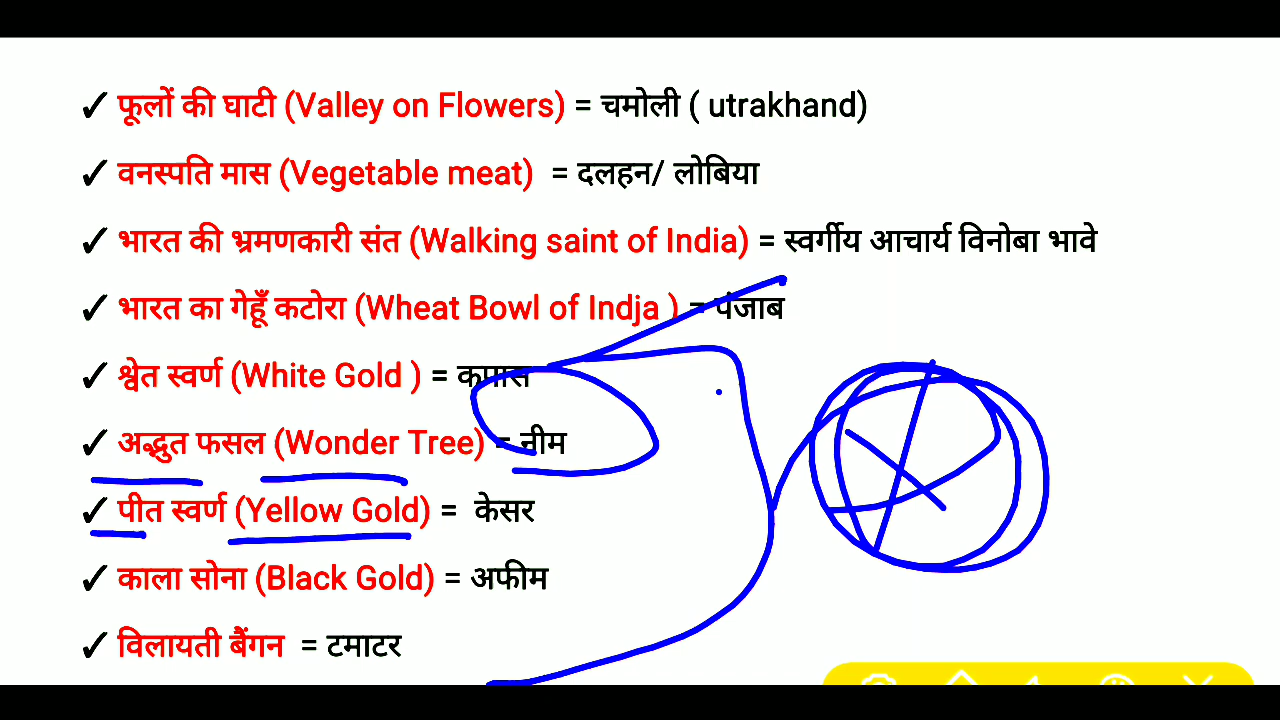 ✓ फूलों की घाटी (Valley on Flowers) = चमोली ( utrakhand)
✓ वनस्पति मास (Vegetable meat) = दलहन/ लोबिया
✓ भारत की भ्रमणकारी संत (Walking saint of India) = स्वर्गीय आचार्य विनोबा भावे
✓ भारत का गेहूँ कटोरा (Wheat Bowl of Indja ) = पंजाब
✓ श्वेत स्वर्ण (White Gold ) = कपास
✓ अद्भुत फसल (Wonder Tree) = नीम
✓ पीत स्वर्ण (Yellow Gold) = केसर
✓ काला सोना (Black Gold) = अफीम
✓ विलायती बैंगन = टमाटर